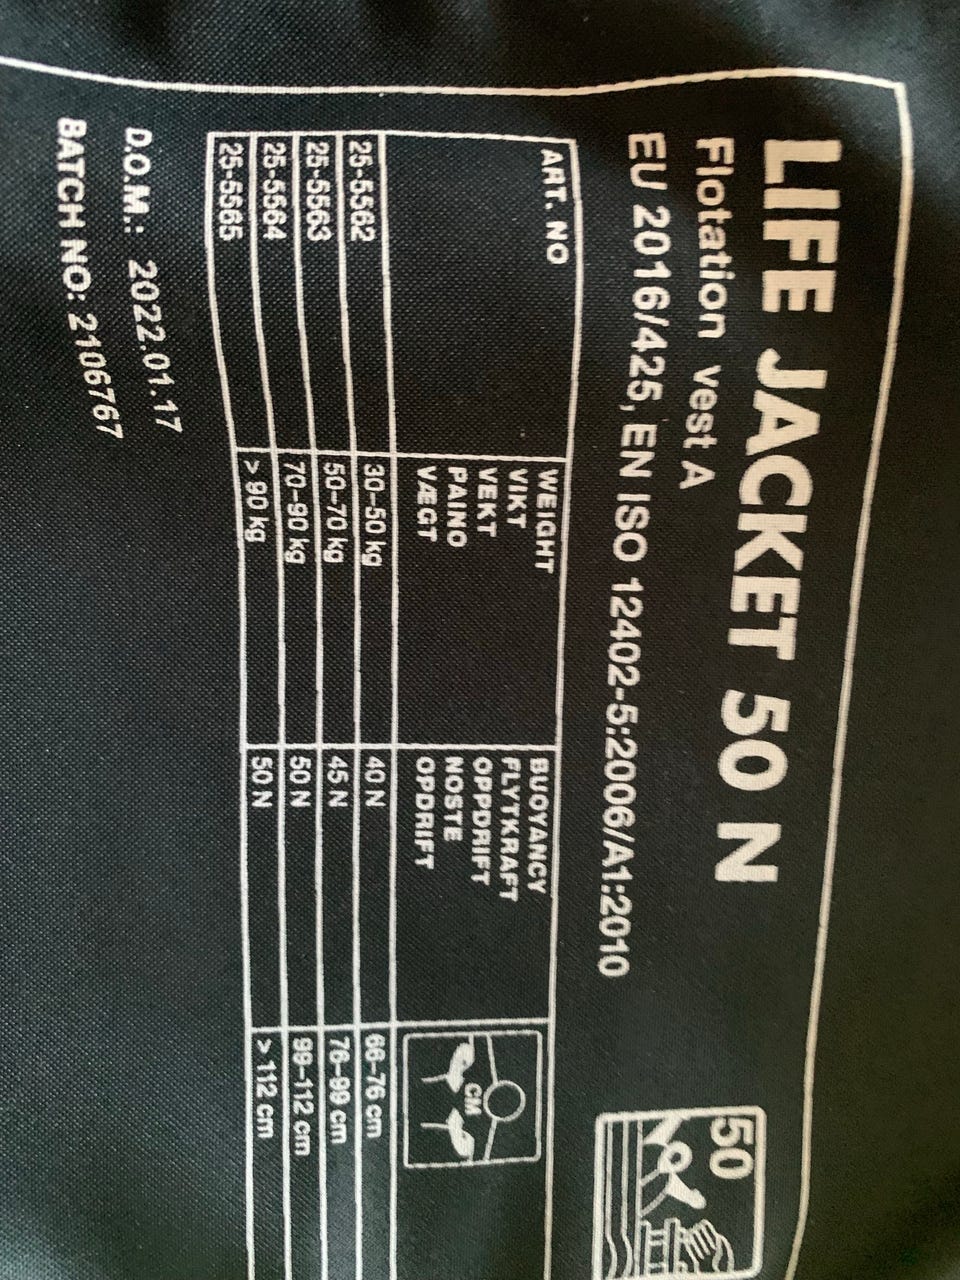 LIFE JACKET 50 N
Flotation vest A
EU 2016/425, EN ISO 12402-5:2006/A1:2010
50
ART. NO
WEIGHT
VIKT
VEKT
PAINO
VÆGT
BUOYANCY
FLYTKRAFT
OPPDRIFT
NOSTE
OPDRIFT
CM
25-5562 30-50 kg 40 N 66-76 cm
25-5563 50-70 kg 45 N 76-99 cm
25-5564 70-90 kg 50 N 99-112 cm
25-5565 > 90 kg 50 N > 112 cm
D.O.M.: 2022.01.17
BATCH NO: 2106767